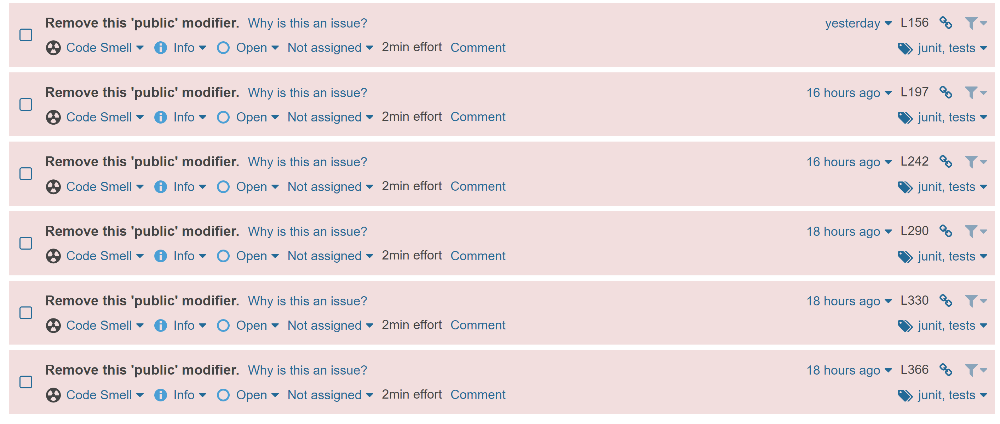 Remove this 'public' modifier. Why is this an issue? yesterday L156
Code Smell Info Open Not assigned 2min effort Comment junit, tests
Remove this 'public' modifier. Why is this an issue? 16 hours ago L197
Code Smell Info Open Not assigned 2min effort Comment junit, tests
Remove this 'public' modifier. Why is this an issue? 16 hours ago L242
Code Smell Info Open Not assigned 2min effort Comment junit, tests
Remove this 'public' modifier. Why is this an issue? 18 hours ago L290
Code Smell Info Open Not assigned 2min effort Comment junit, tests
Remove this 'public' modifier. Why is this an issue? 18 hours ago L330
Code Smell Info Open Not assigned 2min effort Comment junit, tests
Remove this 'public' modifier. Why is this an issue? 18 hours ago L366
Code Smell Info Open Not assigned 2min effort Comment junit, tests